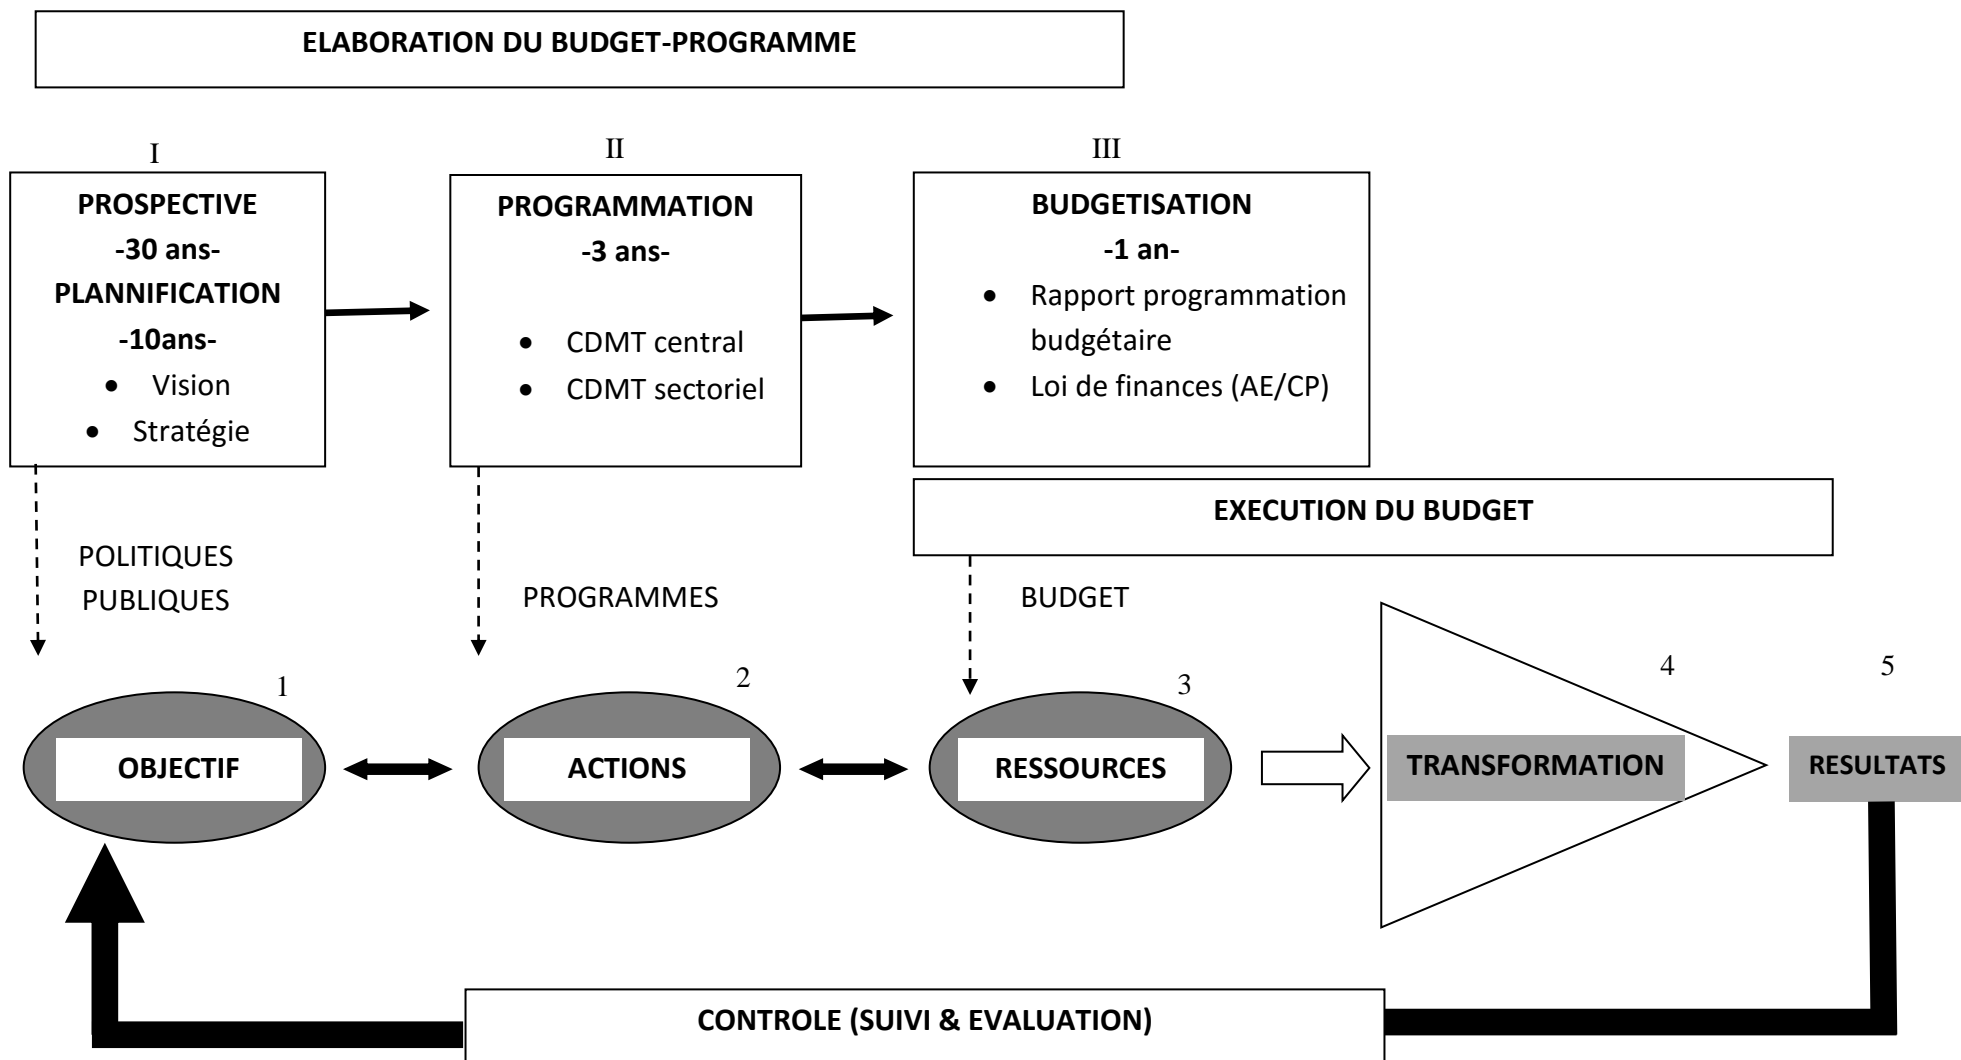 ELABORATION DU BUDGET-PROGRAMME
I
PROSPECTIVE
-30 ans-
PLANNIFICATION
-10ans-
• Vision
• Stratégie
II
PROGRAMMATION
-3 ans-
• CDMT central
• CDMT sectoriel
III
BUDGETISATION
-1 an-
• Rapport programmation
budgétaire
• Loi de finances (AE/CP)
EXECUTION DU BUDGET
POLITIQUES
PUBLIQUES
PROGRAMMES
BUDGET
1
OBJECTIF
2
ACTIONS
3
RESSOURCES
4
TRANSFORMATION
5
RESULTATS
CONTROLE (SUIVI & EVALUATION)